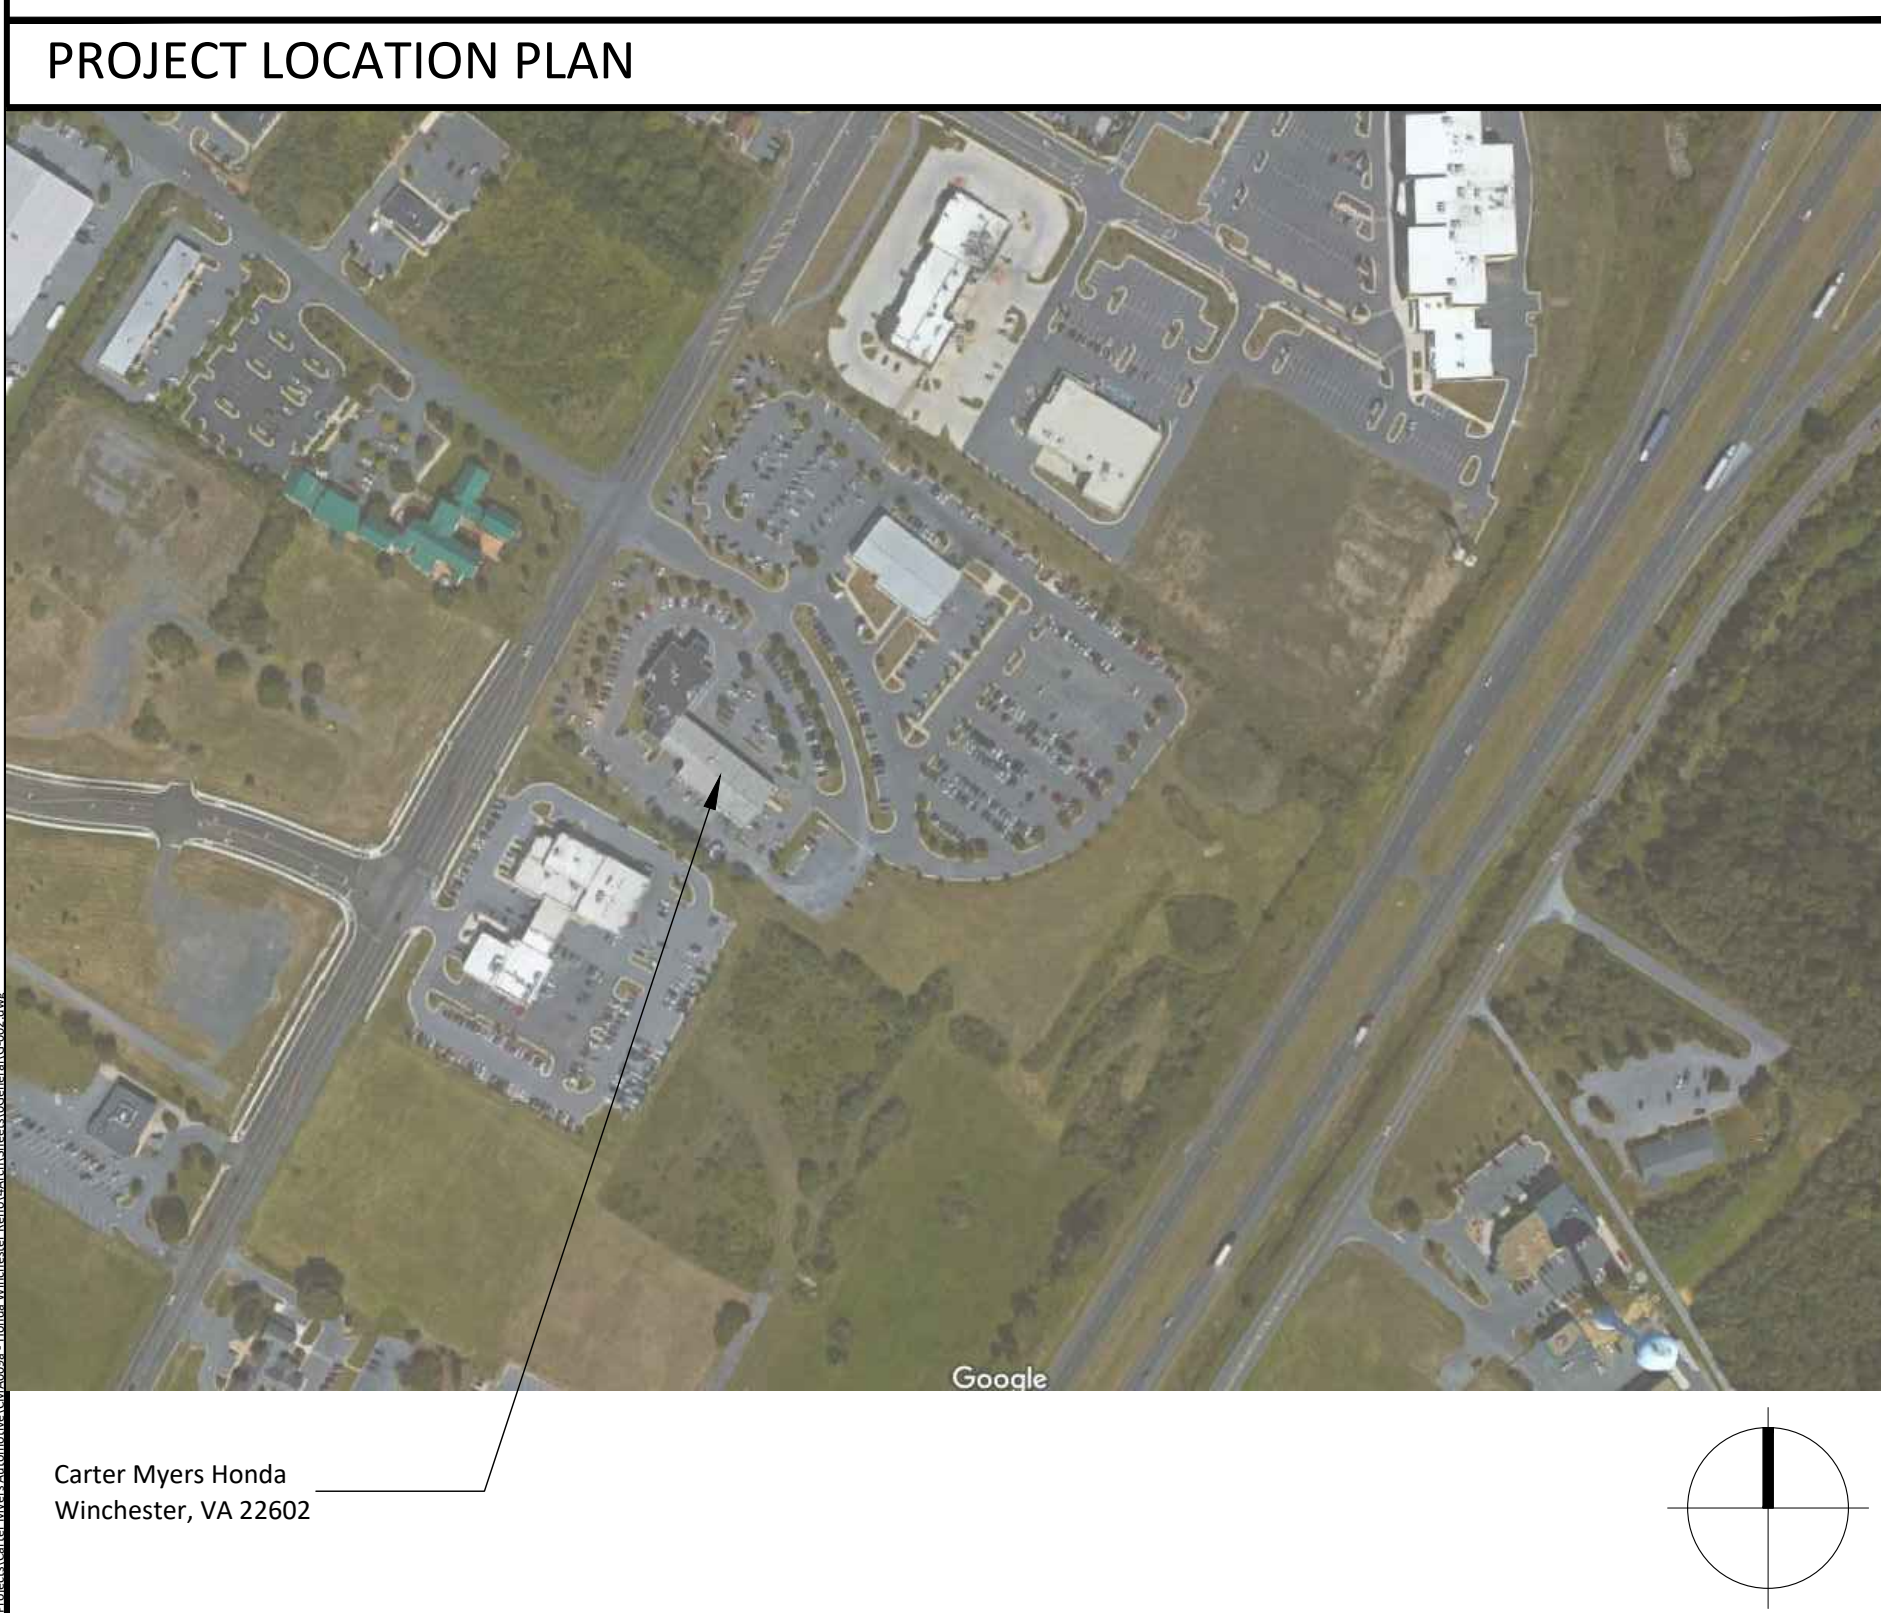 PROJECT LOCATION PLAN
Google
Carter Myers Honda
Winchester, VA 22602